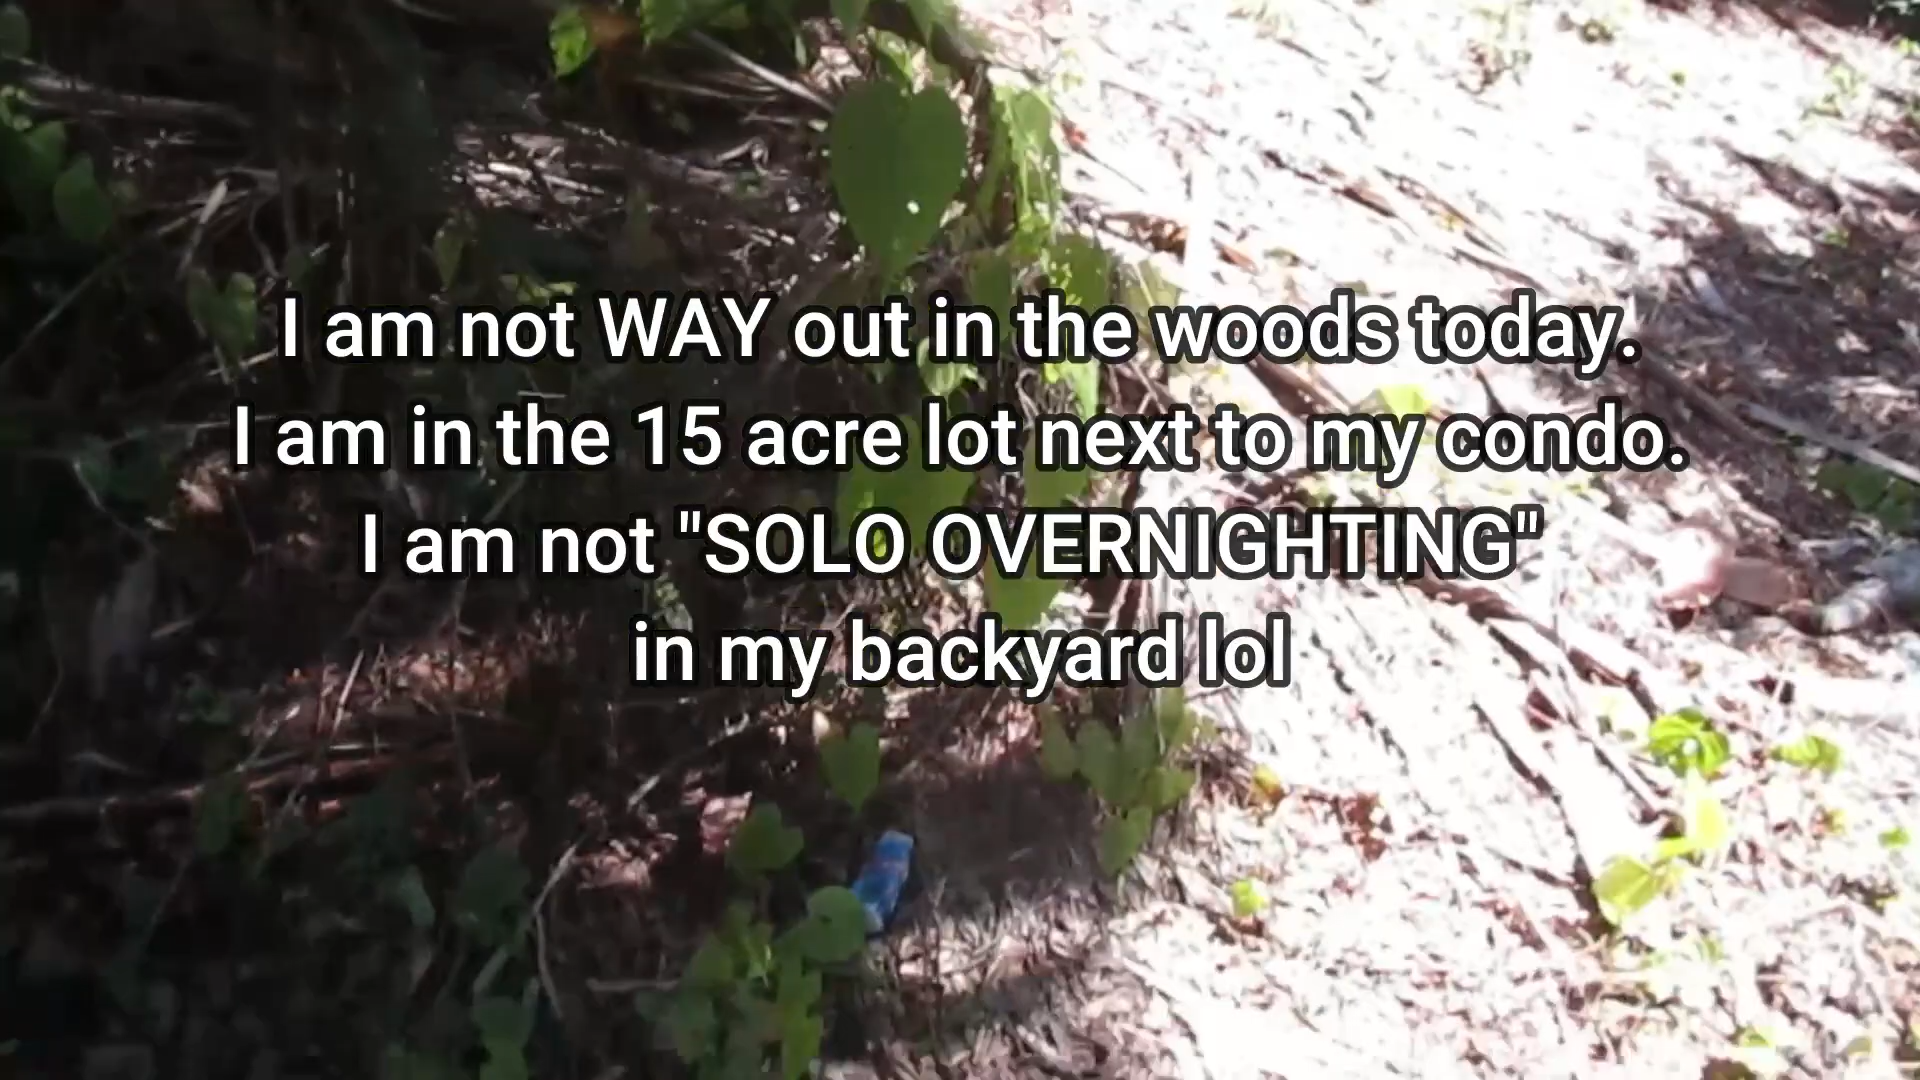 I am not WAY out in the woods today.
I am in the 15 acre lot next to my condo.
I am not "SOLO OVERNIGHTING"
in my backyard lol